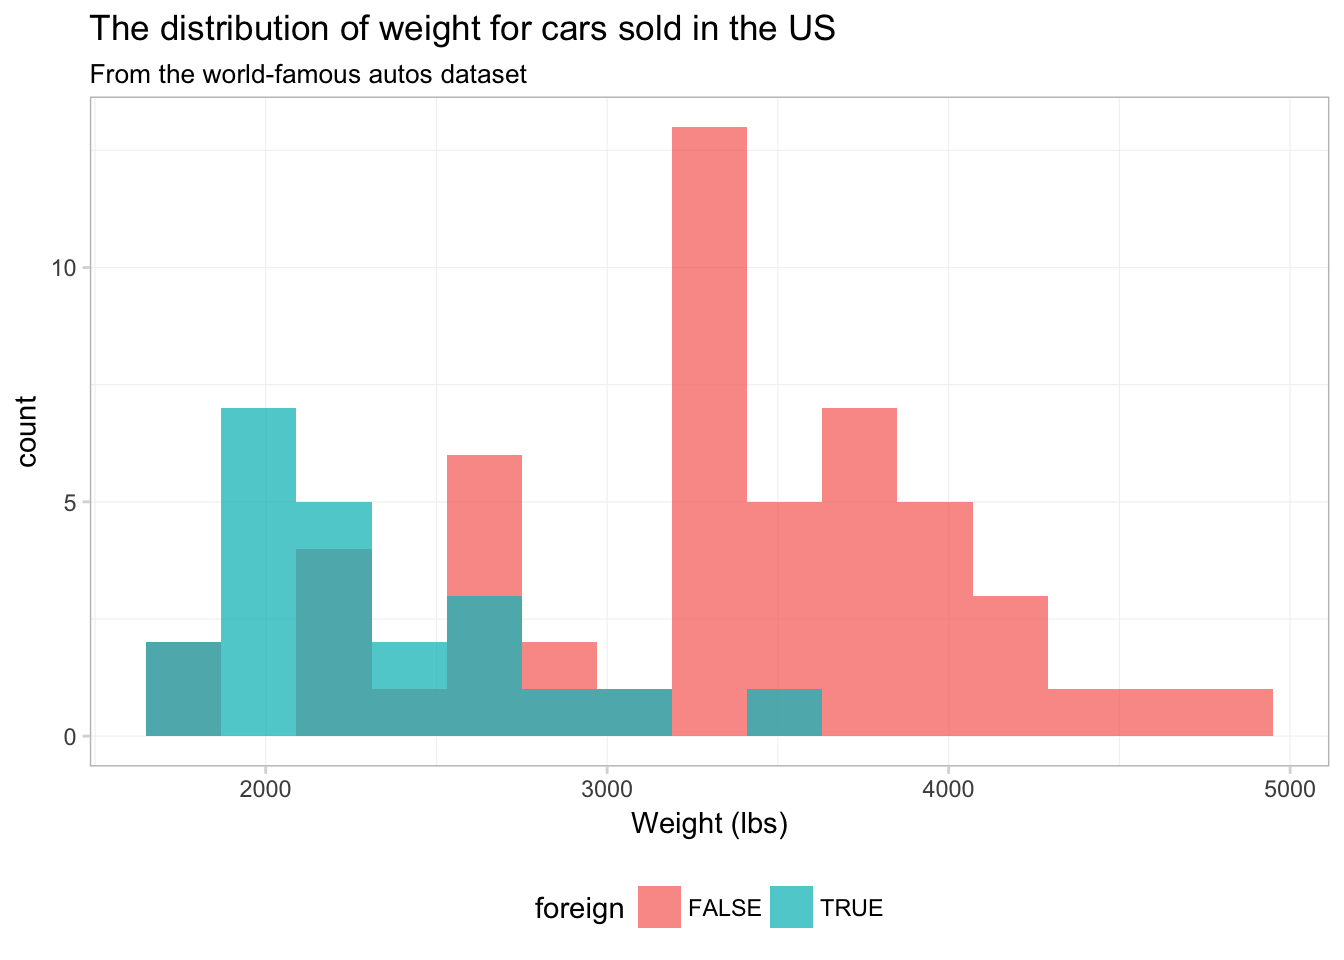 The distribution of weight for cars sold in the US
From the world-famous autos dataset
count
10
5
0
2000 3000 4000 5000
Weight (lbs)
foreign FALSE TRUE